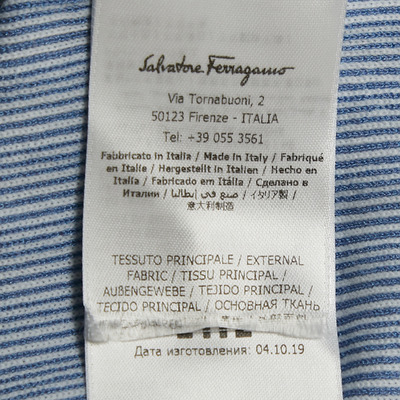 Salvatore Ferragamo
Via Tornabuoni, 2
50123 Firenze - ITALIA
Tel: +39 055 3561
Fabbricato in Italia / Made in Italy / Fabriqué
en Italie / Hergestellt in Italien / Hecho en
Italia / Fabricado em Itália / Сделано в
Италии / صنع في إيطاليا / イタリア製 /
意大利制造
TESSUTO PRINCIPALE / EXTERNAL
FABRIC / TISSU PRINCIPAL /
AUßENGEWEBE / TEJIDO PRINCIPAL /
TECIDO PRINCIPAL / ОСНОВНАЯ ТКАНЬ
Дата изготовления: 04.10.19